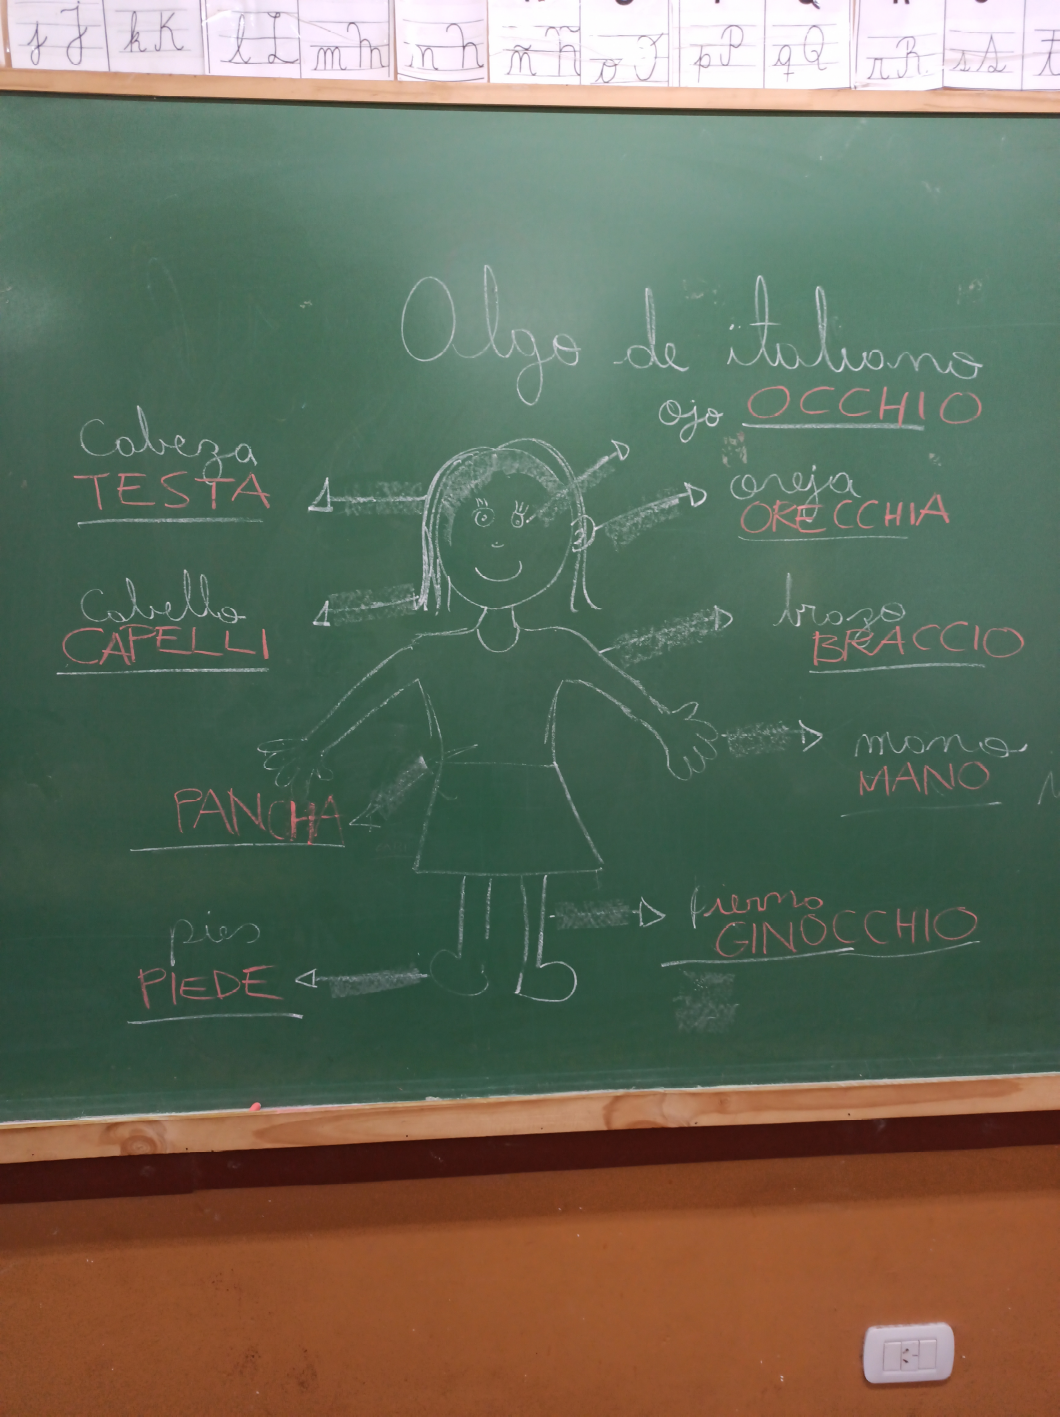 j J k K l L m M n N ñ Ñ o O p P q Q r R s S t
Algo de italiano
ojo OCCHIO
Cabeza
TESTA
oreja
ORECCHIA
Cabello
CAPELLI
brazo
BRACCIO
mano
MANO
PANCHA
pierna
GINOCCHIO
pies
PIEDE